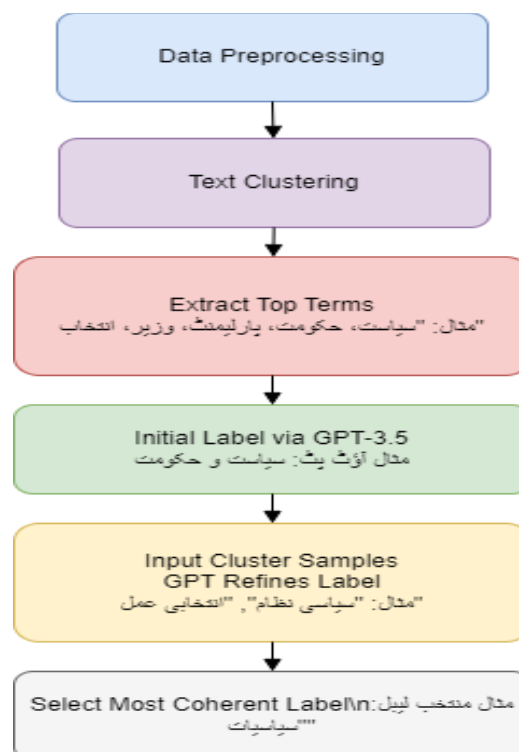 Data Preprocessing
Text Clustering
Extract Top Terms
مثال: "سیاست، حکومت، پارلیمنٹ، وزیر، انتخاب"
Initial Label via GPT-3.5
مثال آؤٹ پٹ: سیاست و حکومت
Input Cluster Samples
GPT Refines Label
مثال: "سیاسی نظام", "انتخابی عمل"
Select Most Coherent Label\n:مثال منتخب لیبل
"سیاسیات"